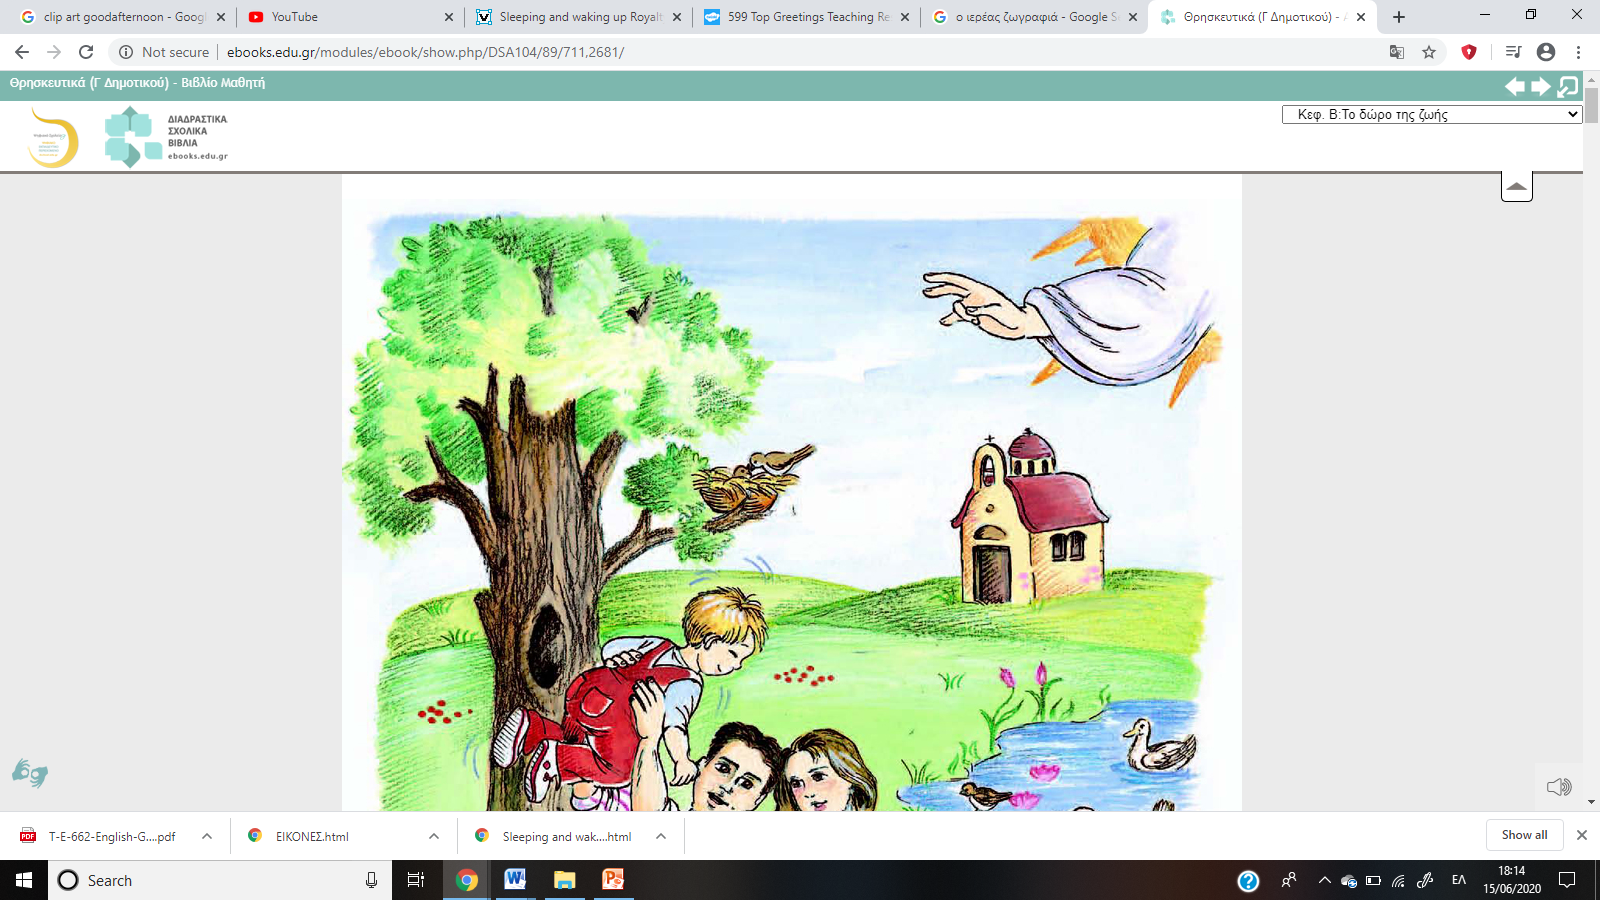 clip art goodafternoon - Googl
YouTube
Sleeping and waking up Royalt
599 Top Greetings Teaching Re
ο ιερέας ζωγραφιά - Google S
Θρησκευτικά (Γ Δημοτικού) - Λ
Not secure
ebooks.edu.gr/modules/ebook/show.php/DSA104/89/711,2681/
Θρησκευτικά (Γ Δημοτικού) - Βιβλίο Μαθητή
Κεφ. Β:Το δώρο της ζωής
ΔΙΑΔΡΑΣΤΙΚΑ
ΣΧΟΛΙΚΑ
ΒΙΒΛΙΑ
ebooks.edu.gr
T-E-662-English-G....pdf
ΕΙΚΟΝΕΣ.html
Sleeping and wak....html
Show all
Search
ΕΛ
18:14
15/06/2020